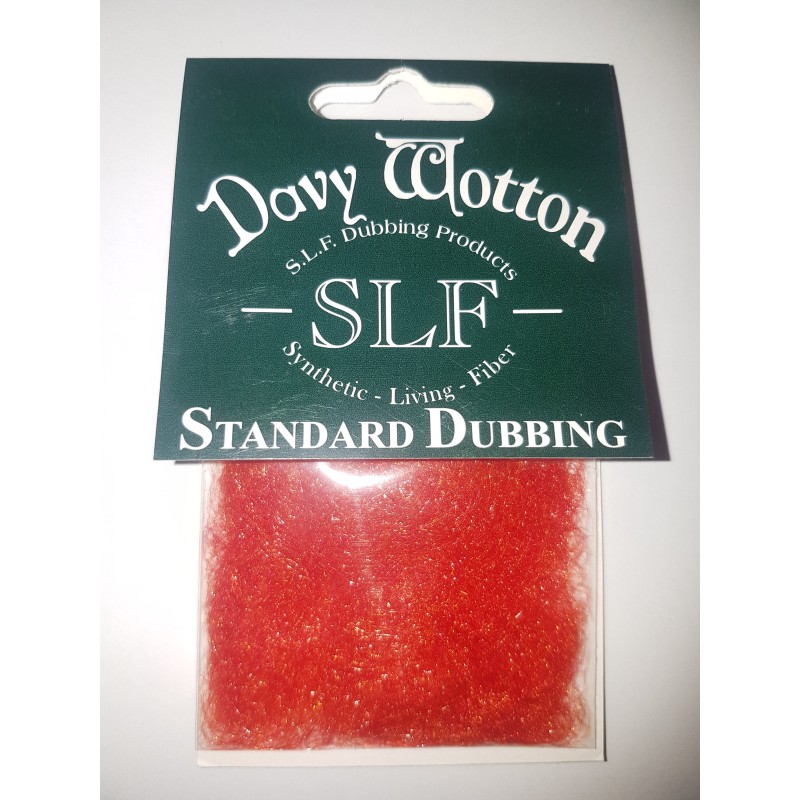 Davy Wotton
S.L.F. Dubbing Products
- SLF -
Synthetic - Living - Fiber
STANDARD DUBBING